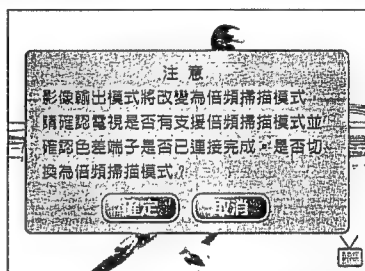 注意
影像輸出模式將改變為倍頻掃描模式
請確認電視是否有支援倍頻掃描模式並
確認色差端子是否已連接完成。是否切
換為倍頻掃描模式?
確定 取消